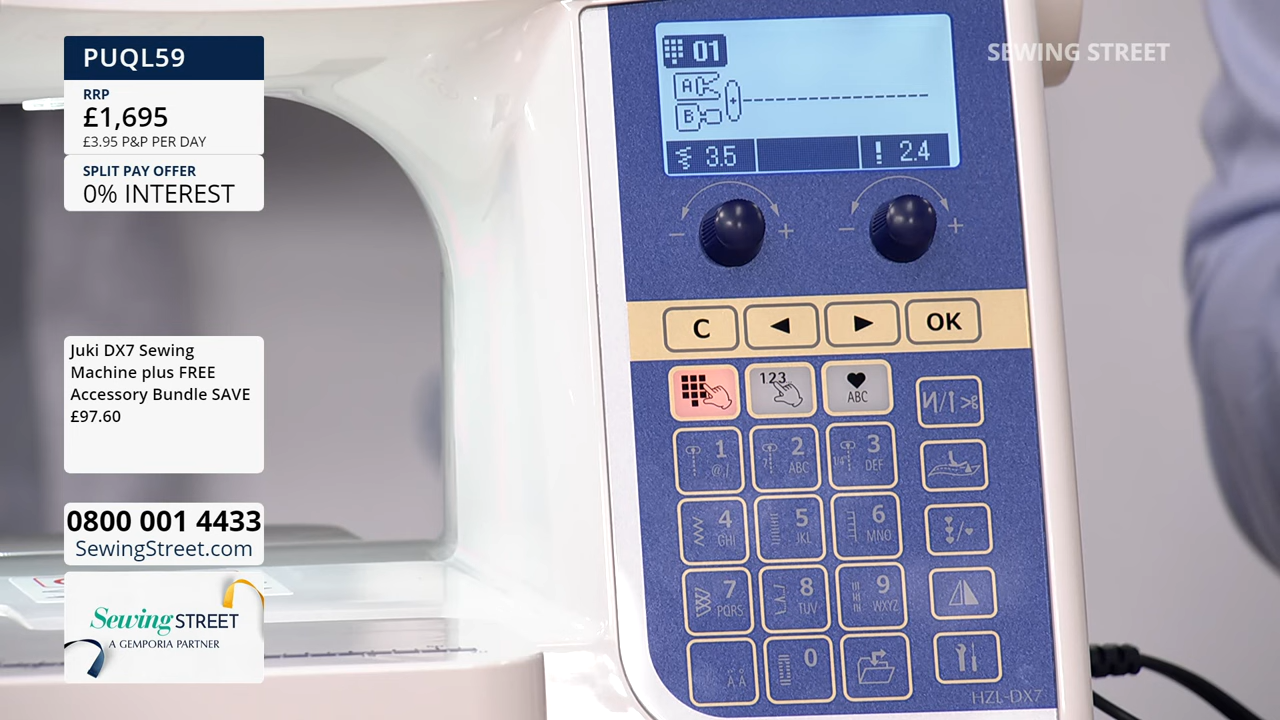 PUQL59
RRP
£1,695
£3.95 P&P PER DAY
SPLIT PAY OFFER
0% INTEREST
Juki DX7 Sewing
Machine plus FREE
Accessory Bundle SAVE
£97.60
0800 001 4433
SewingStreet.com
Sewing STREET
A GEMPORIA PARTNER
SEWING STREET
01
A
B
3.5
2.4
- + - +
C ◀ ▶ OK
123
ABC
1 @,!
2 ABC
3 DEF
4 GHI
5 JKL
6 MNO
7 PQRS
8 TUV
9 WXYZ
0
HZL-DX7